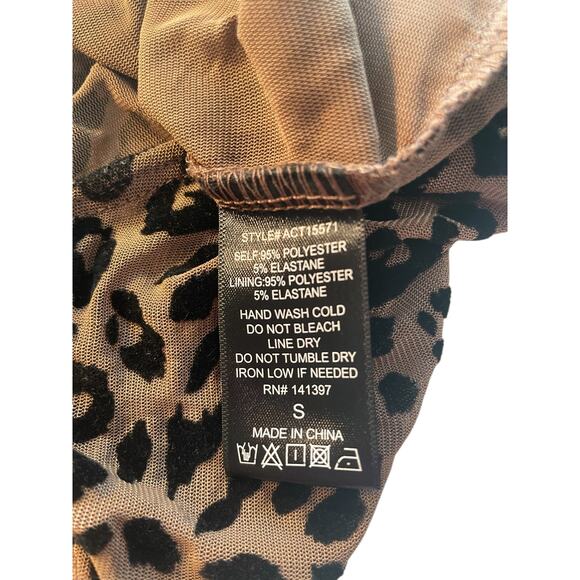 STYLE# ACT15571
SELF:95% POLYESTER
5% ELASTANE
LINING:95% POLYESTER
5% ELASTANE
HAND WASH COLD
DO NOT BLEACH
LINE DRY
DO NOT TUMBLE DRY
IRON LOW IF NEEDED
RN# 141397
S
MADE IN CHINA